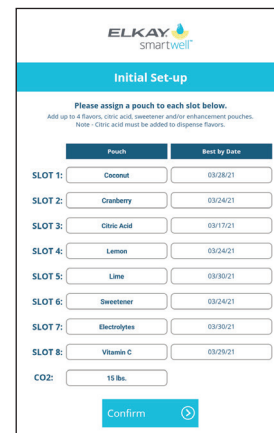 ELKAY
smartwell™
Initial Set-up
Please assign a pouch to each slot below.
Add up to 4 flavors, citric acid, sweetener and/or enhancement pouches.
Note - Citric acid must be added to dispense flavors.
Pouch Best by Date
SLOT 1: Coconut 03/28/21
SLOT 2: Cranberry 03/24/21
SLOT 3: Citric Acid 03/17/21
SLOT 4: Lemon 03/24/21
SLOT 5: Lime 03/30/21
SLOT 6: Sweetener 03/24/21
SLOT 7: Electrolytes 03/30/21
SLOT 8: Vitamin C 03/29/21
CO2: 15 lbs.
Confirm